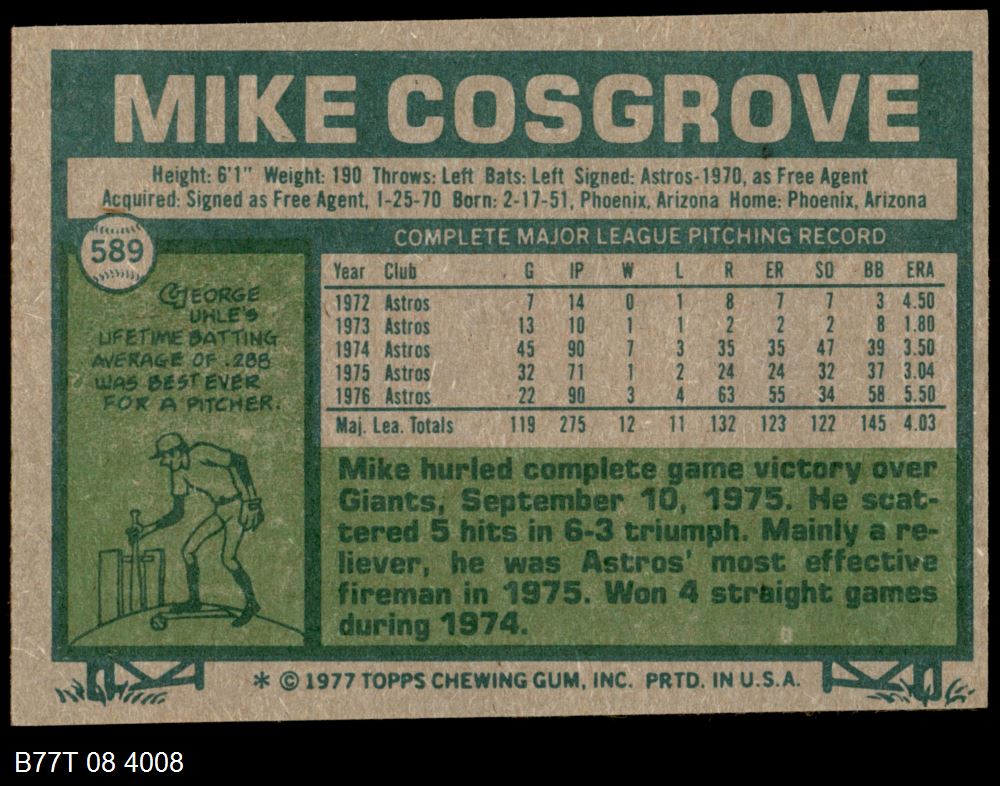 MIKE COSGROVE
Height: 6'1" Weight: 190 Throws: Left Bats: Left Signed: Astros-1970, as Free Agent
Acquired: Signed as Free Agent, 1-25-70 Born: 2-17-51, Phoenix, Arizona Home: Phoenix, Arizona
589
GEORGE
UHLE'S
LIFETIME BATTING
AVERAGE OF .288
WAS BEST EVER
FOR A PITCHER.
COMPLETE MAJOR LEAGUE PITCHING RECORD
Year Club G IP W L R ER SO BB ERA
1972 Astros 7 14 0 1 8 7 7 3 4.50
1973 Astros 13 10 1 1 2 2 2 8 1.80
1974 Astros 45 90 7 3 35 35 47 39 3.50
1975 Astros 32 71 1 2 24 24 32 37 3.04
1976 Astros 22 90 3 4 63 55 34 58 5.50
Maj. Lea. Totals 119 275 12 11 132 123 122 145 4.03
Mike hurled complete game victory over
Giants, September 10, 1975. He scat-
tered 5 hits in 6-3 triumph. Mainly a re-
liever, he was Astros' most effective
fireman in 1975. Won 4 straight games
during 1974.
* © 1977 TOPPS CHEWING GUM, INC. PRTD. IN U.S.A.
B77T 08 4008